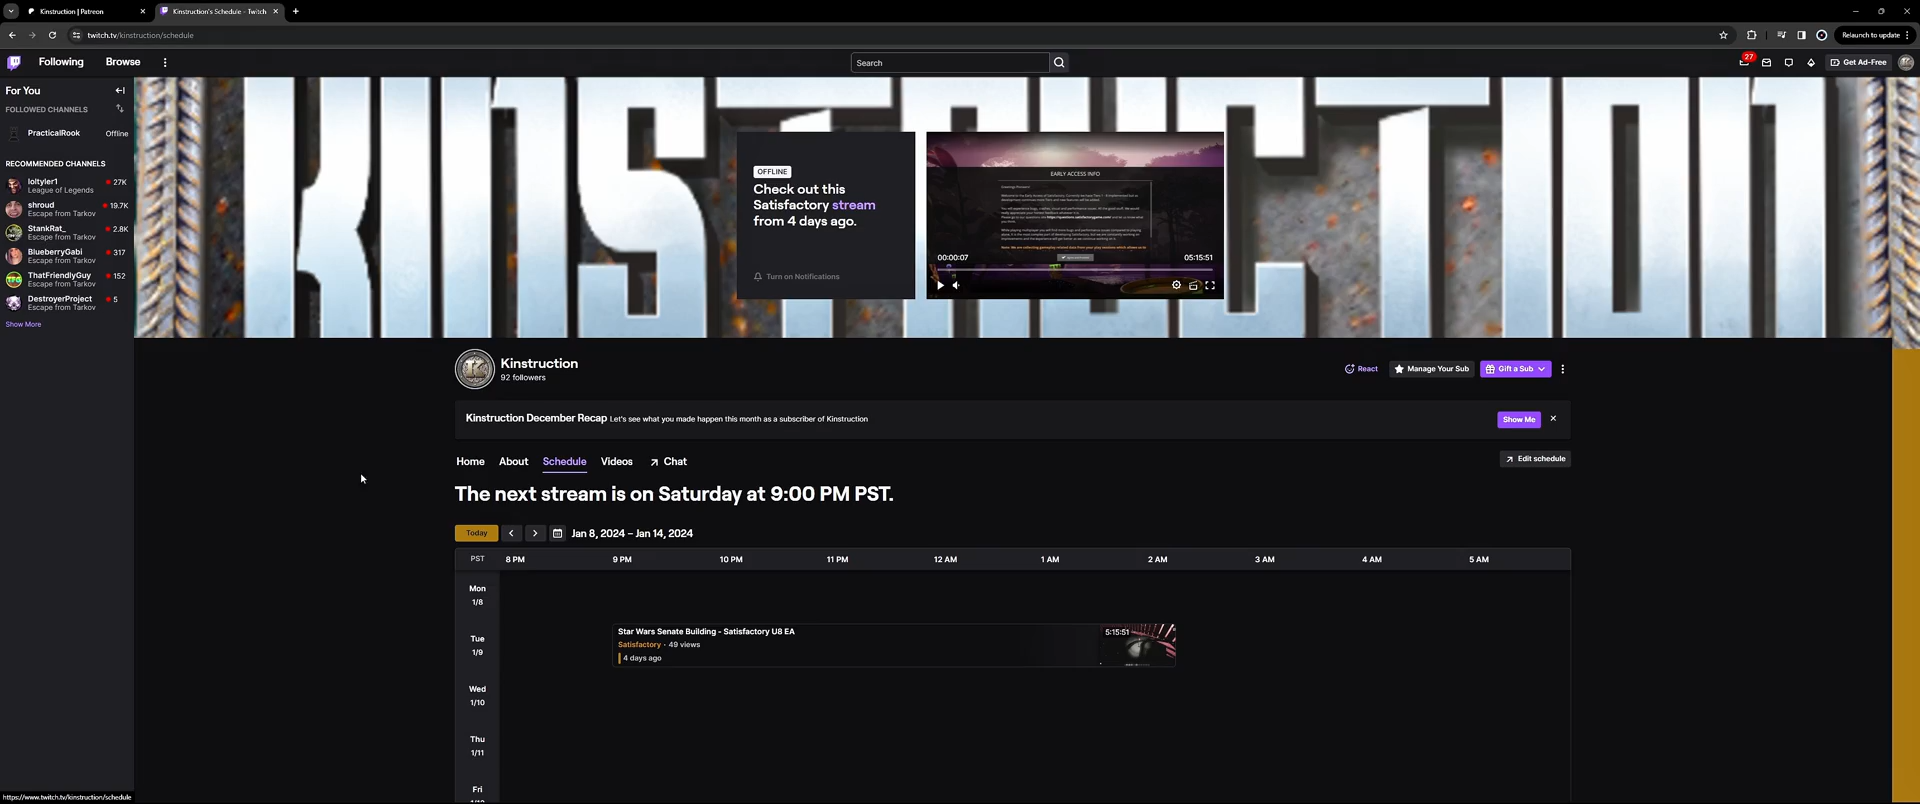 Kinstruction | Patreon
Kinstruction's Schedule - Twitch
twitch.tv/kinstruction/schedule
Relaunch to update
Following
Browse
Search
27
Get Ad-Free
For You
FOLLOWED CHANNELS
PracticalRook
Offline
RECOMMENDED CHANNELS
loltyler1
27K
League of Legends
shroud
19.7K
Escape from Tarkov
StankRat_
2.8K
Escape from Tarkov
BlueberryGabi
317
Escape from Tarkov
ThatFriendlyGuy
152
Escape from Tarkov
DestroyerProject
5
Escape from Tarkov
Show More
KINSTRUCTION
OFFLINE
Check out this
Satisfactory stream
from 4 days ago.
Turn on Notifications
EARLY ACCESS INFO
00:00:07
05:15:51
Kinstruction
92 followers
React
Manage Your Sub
Gift a Sub
Kinstruction December Recap Let's see what you made happen this month as a subscriber of Kinstruction
Show Me
Home
About
Schedule
Videos
Chat
Edit schedule
The next stream is on Saturday at 9:00 PM PST.
Today
Jan 8, 2024 – Jan 14, 2024
PST
8 PM
9 PM
10 PM
11 PM
12 AM
1 AM
2 AM
3 AM
4 AM
5 AM
Mon
1/8
Tue
1/9
Star Wars Senate Building - Satisfactory U8 EA
Satisfactory · 49 views
4 days ago
5:15:51
Wed
1/10
Thu
1/11
Fri
https://www.twitch.tv/kinstruction/schedule